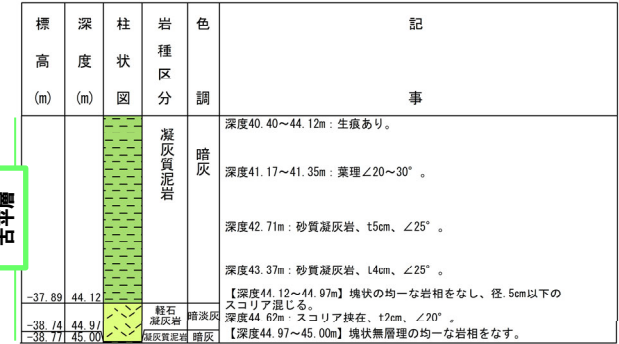 標高(m) 深度(m) 柱状図 岩種区分 色調 記事
古平層
凝灰質泥岩 暗灰
深度40.40～44.12m：生痕あり。
深度41.17～41.35m：葉理∠20～30°。
深度42.71m：砂質凝灰岩、t5cm、∠25°。
深度43.37m：砂質凝灰岩、t4cm、∠25°。
-37.89 44.12
軽石凝灰岩 暗淡灰
【深度44.12～44.97m】塊状の均一な岩相をなし、径.5cm以下の
スコリア混じる。
深度44.62m：スコリア挟在、t2cm、∠20°。
-38.74 44.97
-38.77 45.00 凝灰質泥岩 暗灰 【深度44.97～45.00m】塊状無層理の均一な岩相をなす。